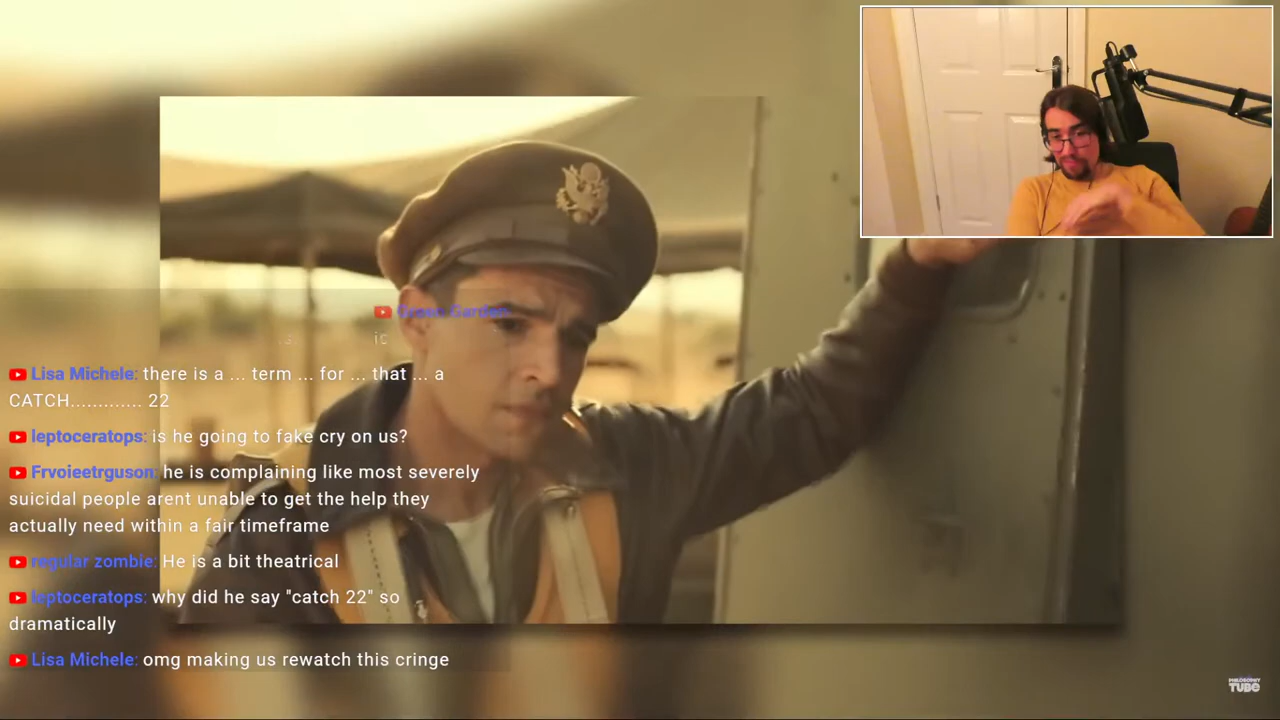 Lisa Michele: there is a ... term ... for ... that ... a
CATCH............. 22
leptoceratops: is he going to fake cry on us?
Frvoieetrguson: he is complaining like most severely
suicidal people arent unable to get the help they
actually need within a fair timeframe
regular zombie: He is a bit theatrical
leptoceratops: why did he say "catch 22" so
dramatically
Lisa Michele: omg making us rewatch this cringe
PHILOSOPHY
TUBE